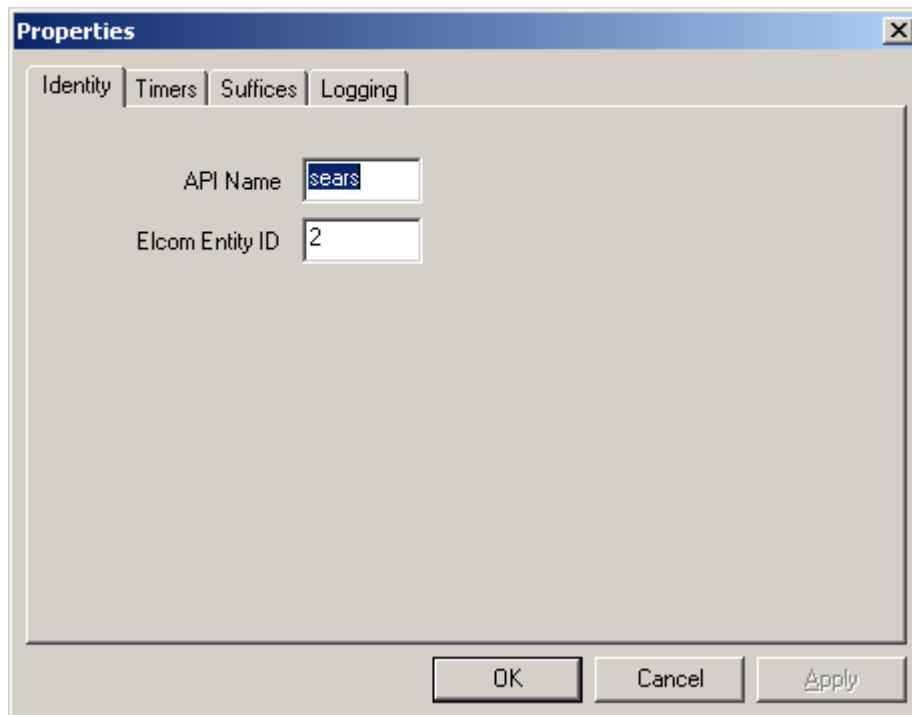 Properties
Identity Timers Suffices Logging
API Name sears
Elcom Entity ID 2
OK Cancel Apply